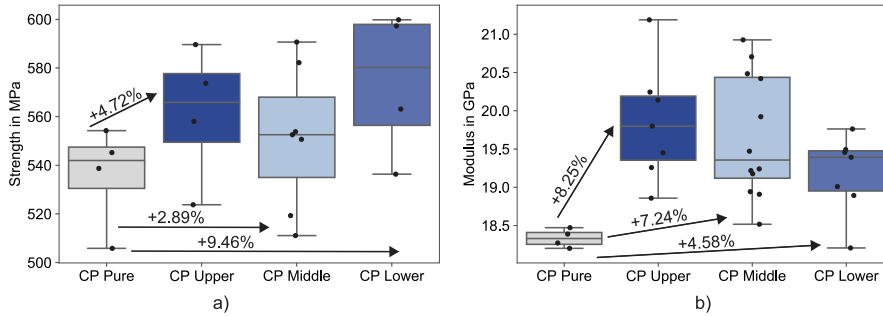 Strength in MPa
600
580
560
540
520
500
+4.72%
+2.89%
+9.46%
CP Pure
CP Upper
CP Middle
CP Lower
a)
Modulus in GPa
21.0
20.5
20.0
19.5
19.0
18.5
+8.25%
+7.24%
+4.58%
CP Pure
CP Upper
CP Middle
CP Lower
b)